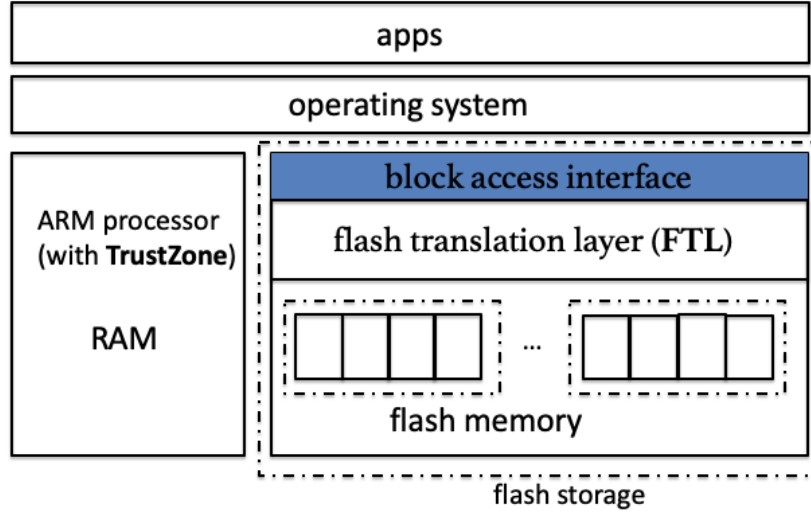 apps
operating system
block access interface
ARM processor
(with TrustZone)
flash translation layer (FTL)
RAM
...
flash memory
flash storage